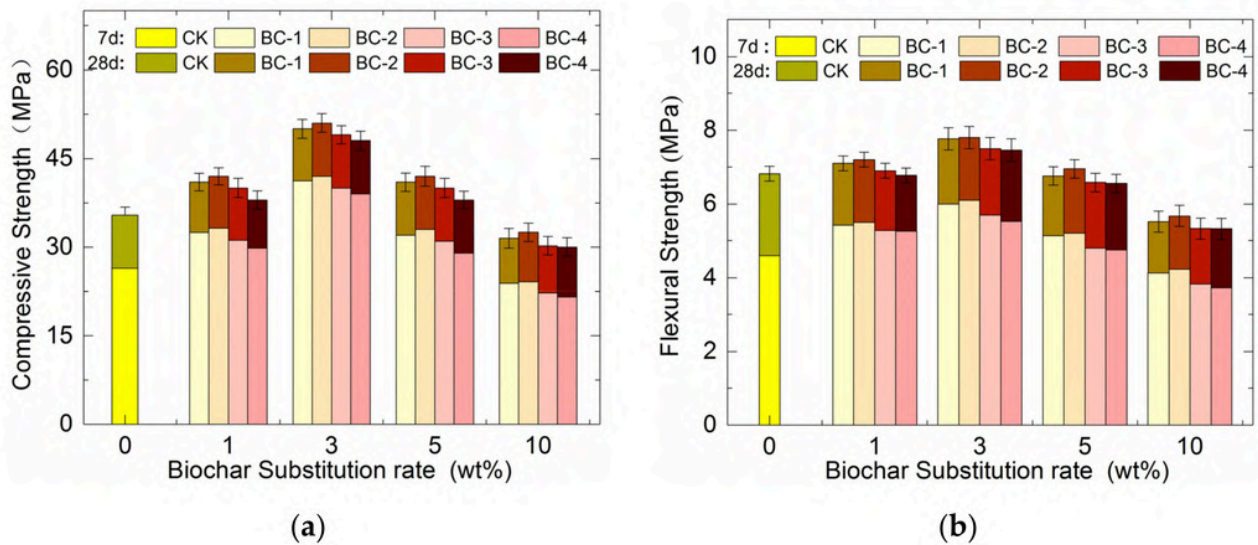 7d: CK BC-1 BC-2 BC-3 BC-4
28d: CK BC-1 BC-2 BC-3 BC-4
Compressive Strength (MPa)
60
45
30
15
0
0 1 3 5 10
Biochar Substitution rate (wt%)
(a)
7d : CK BC-1 BC-2 BC-3 BC-4
28d: CK BC-1 BC-2 BC-3 BC-4
Flexural Strength (MPa)
10
8
6
4
2
0
0 1 3 5 10
Biochar Substitution rate (wt%)
(b)